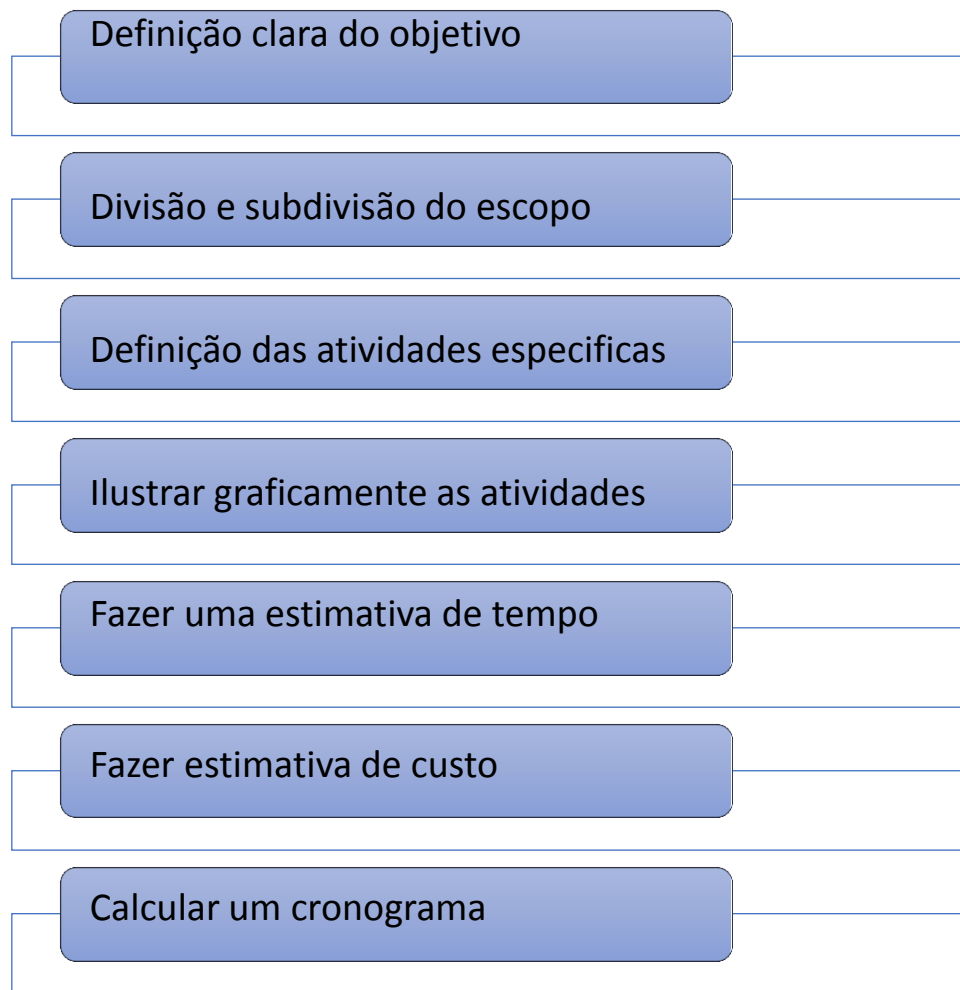 Definição clara do objetivo
Divisão e subdivisão do escopo
Definição das atividades especificas
Ilustrar graficamente as atividades
Fazer uma estimativa de tempo
Fazer estimativa de custo
Calcular um cronograma